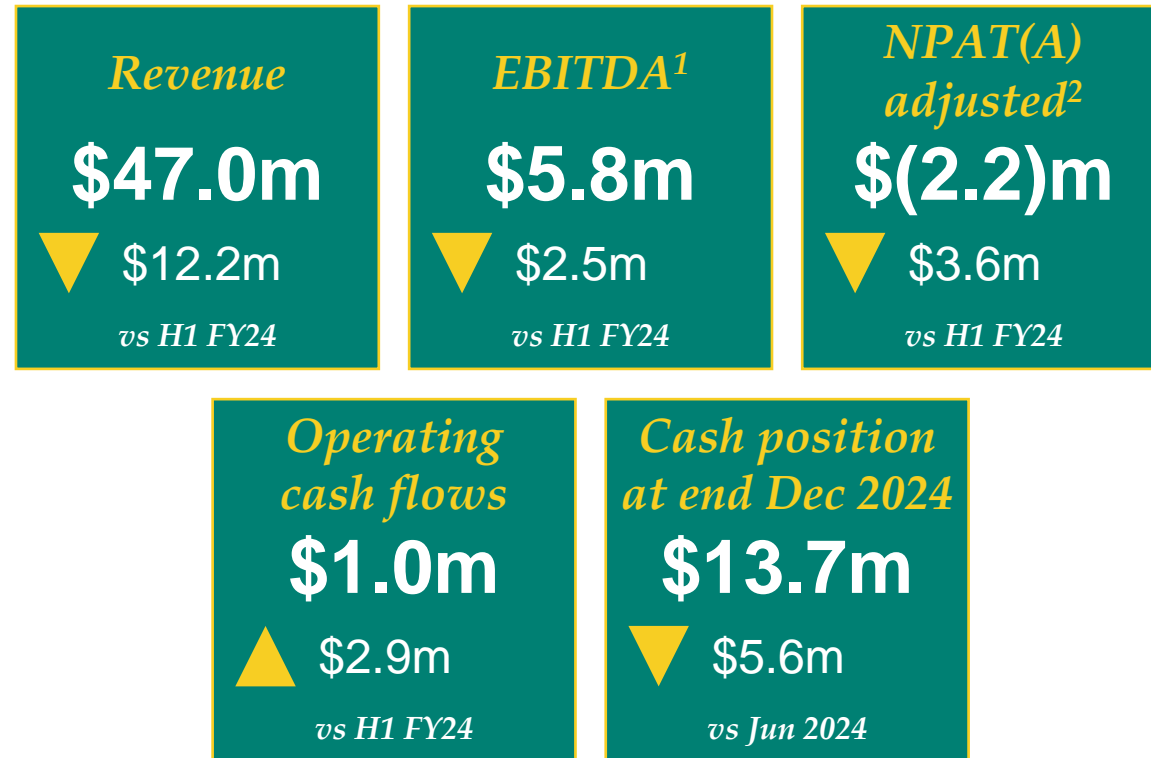 Revenue
$47.0m
$12.2m
vs H1 FY24
EBITDA¹
$5.8m
$2.5m
vs H1 FY24
NPAT(A)
adjusted²
$(2.2)m
$3.6m
vs H1 FY24
Operating
cash flows
$1.0m
$2.9m
vs H1 FY24
Cash position
at end Dec 2024
$13.7m
$5.6m
vs Jun 2024